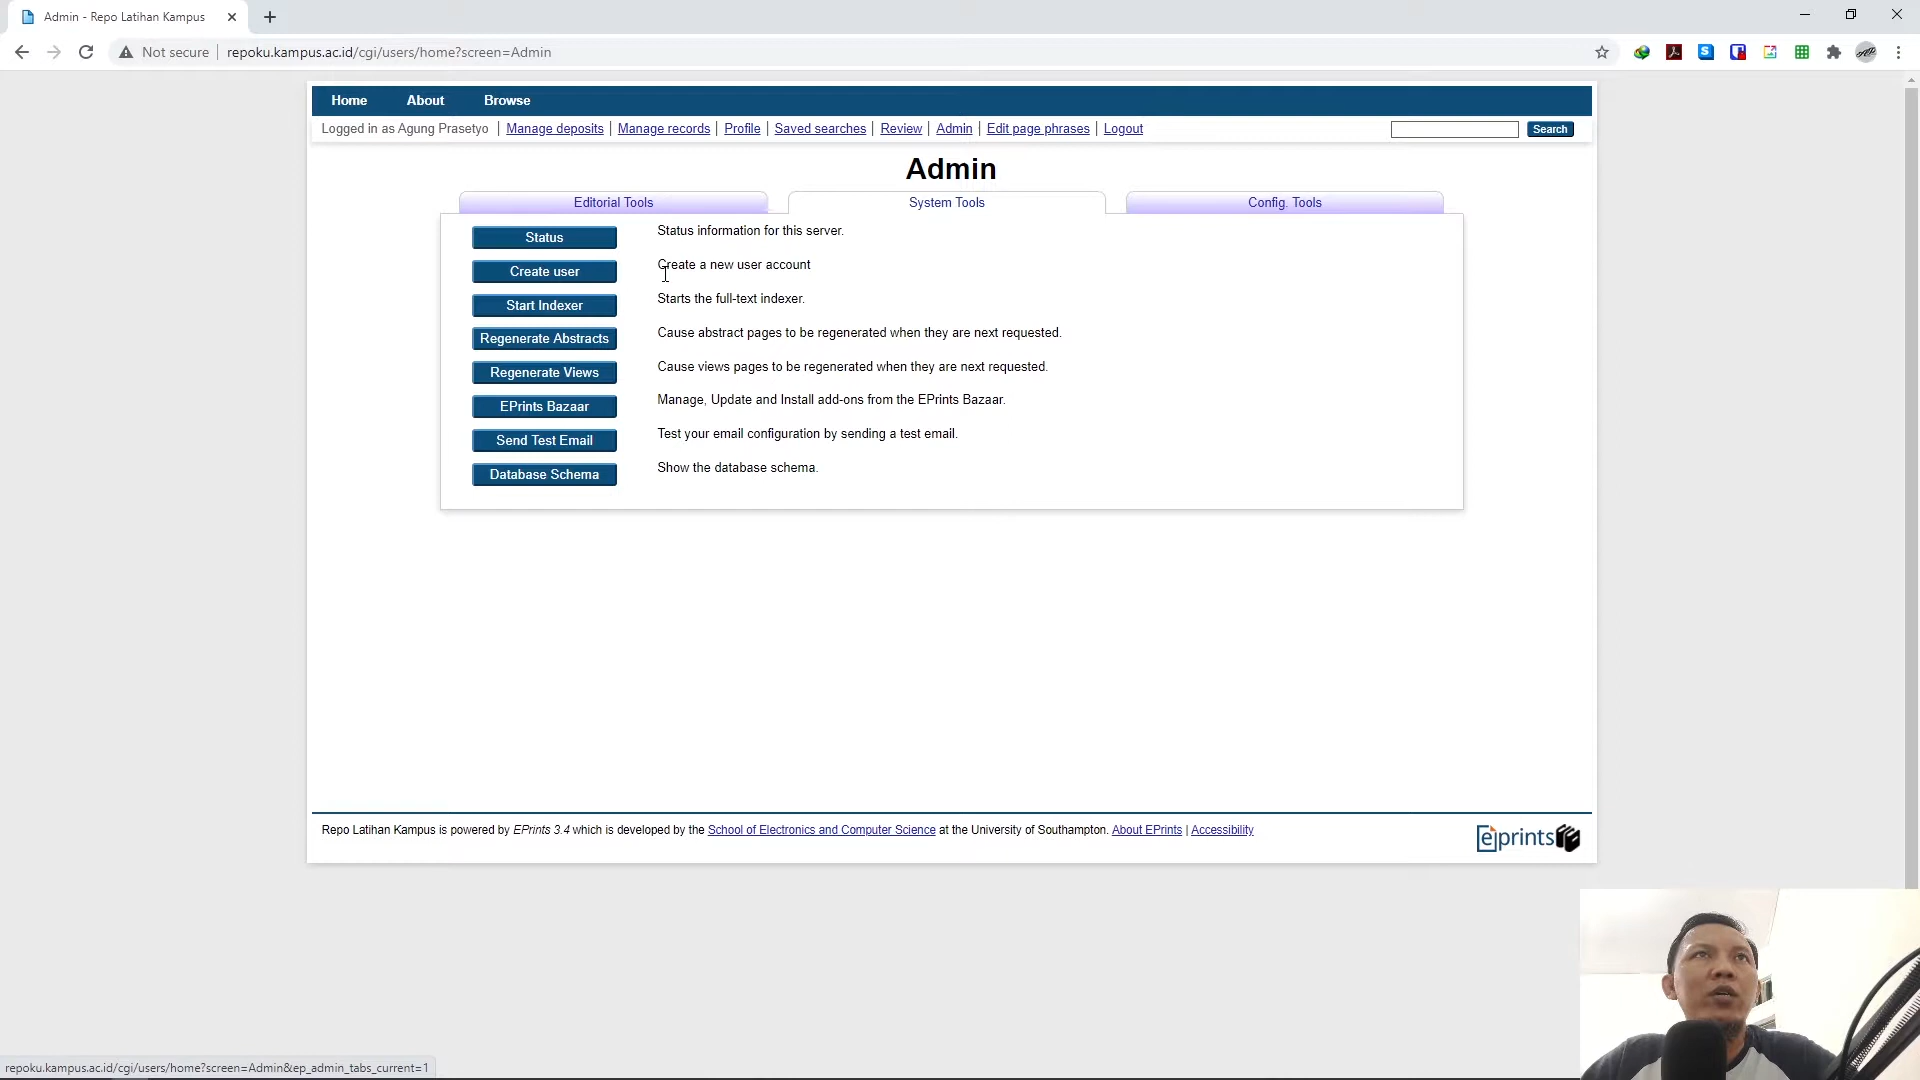 Admin - Repo Latihan Kampus
Not secure repoku.kampus.ac.id/cgi/users/home?screen=Admin
Home About Browse
Logged in as Agung Prasetyo | Manage deposits | Manage records | Profile | Saved searches | Review | Admin | Edit page phrases | Logout Search
Admin
Editorial Tools System Tools Config. Tools
Status Status information for this server.
Create user Create a new user account
Start Indexer Starts the full-text indexer.
Regenerate Abstracts Cause abstract pages to be regenerated when they are next requested.
Regenerate Views Cause views pages to be regenerated when they are next requested.
EPrints Bazaar Manage, Update and Install add-ons from the EPrints Bazaar.
Send Test Email Test your email configuration by sending a test email.
Database Schema Show the database schema.
Repo Latihan Kampus is powered by EPrints 3.4 which is developed by the School of Electronics and Computer Science at the University of Southampton. About EPrints | Accessibility
eprints
repoku.kampus.ac.id/cgi/users/home?screen=Admin&ep_admin_tabs_current=1